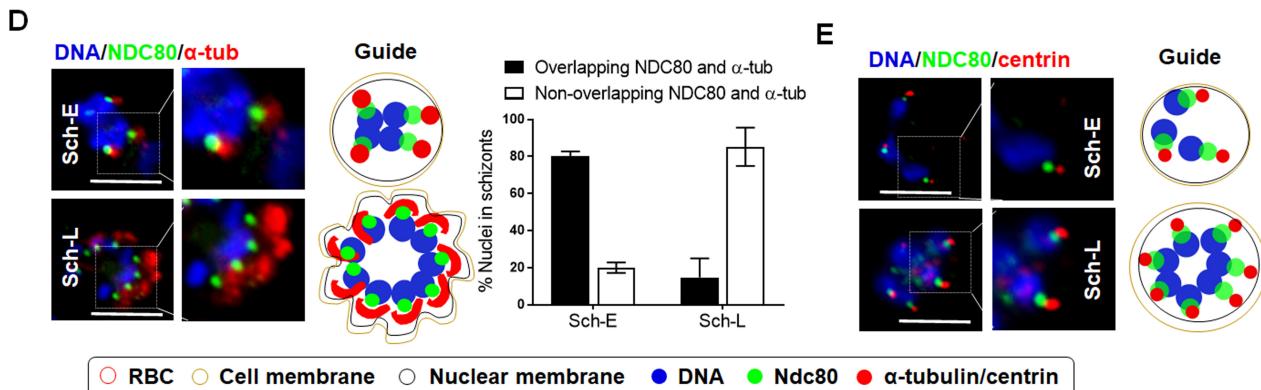 D
DNA/NDC80/α-tub
Guide
Sch-E
Sch-L
Overlapping NDC80 and α-tub
Non-overlapping NDC80 and α-tub
% Nuclei in schizonts
100
80
60
40
20
0
Sch-E
Sch-L
E
DNA/NDC80/centrin
Guide
Sch-E
Sch-L
RBC Cell membrane Nuclear membrane DNA Ndc80 α-tubulin/centrin